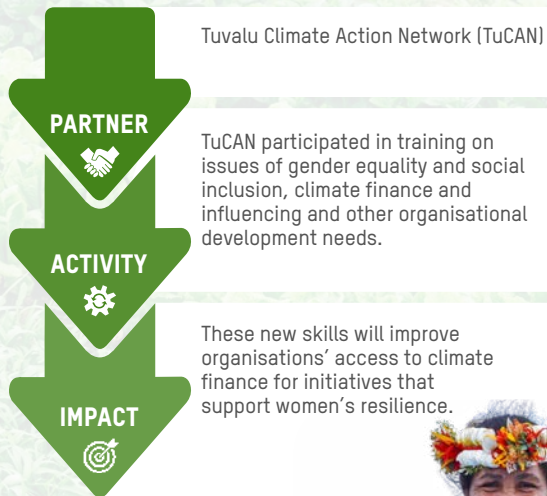 Tuvalu Climate Action Network (TuCAN)
PARTNER
TuCAN participated in training on
issues of gender equality and social
inclusion, climate finance and
influencing and other organisational
development needs.
ACTIVITY
These new skills will improve
organisations’ access to climate
finance for initiatives that
support women’s resilience.
IMPACT